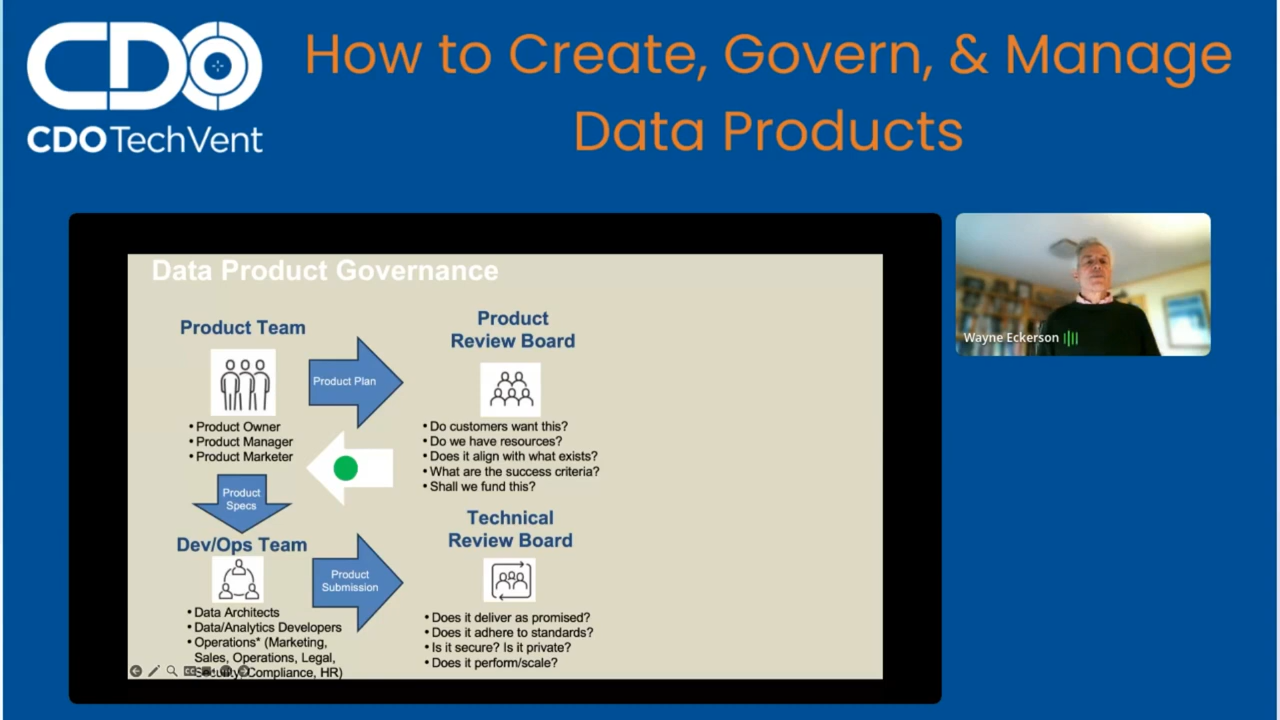 CDO
CDO TechVent
How to Create, Govern, & Manage
Data Products
Data Product Governance
Product Team
Product Plan
• Product Owner
• Product Manager
• Product Marketer
Product
Review Board
• Do customers want this?
• Do we have resources?
• Does it align with what exists?
• What are the success criteria?
• Shall we fund this?
Product
Specs
Dev/Ops Team
Product
Submission
• Data Architects
• Data/Analytics Developers
• Operations* (Marketing,
Sales, Operations, Legal,
Security, Compliance, HR)
Technical
Review Board
• Does it deliver as promised?
• Does it adhere to standards?
• Is it secure? Is it private?
• Does it perform/scale?
Wayne Eckerson